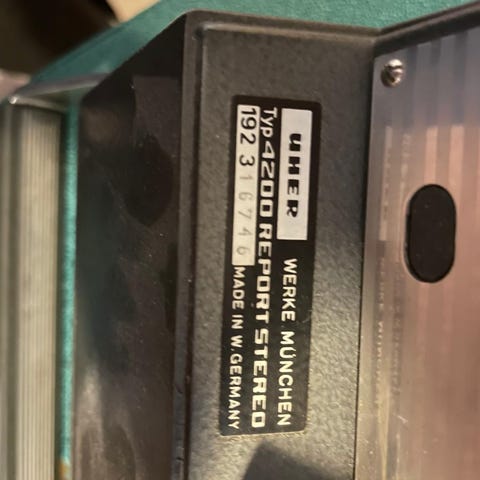 UHER WERKE MÜNCHEN
Typ 4200 REPORT STEREO
192 316746 MADE IN W. GERMANY